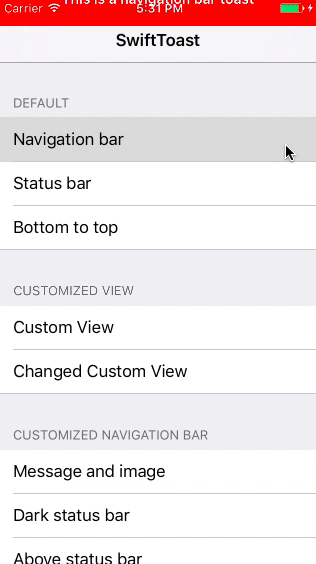 This is a navigation bar toast
Carrier 5:31 PM
SwiftToast
DEFAULT
Navigation bar
Status bar
Bottom to top
CUSTOMIZED VIEW
Custom View
Changed Custom View
CUSTOMIZED NAVIGATION BAR
Message and image
Dark status bar
Above status bar